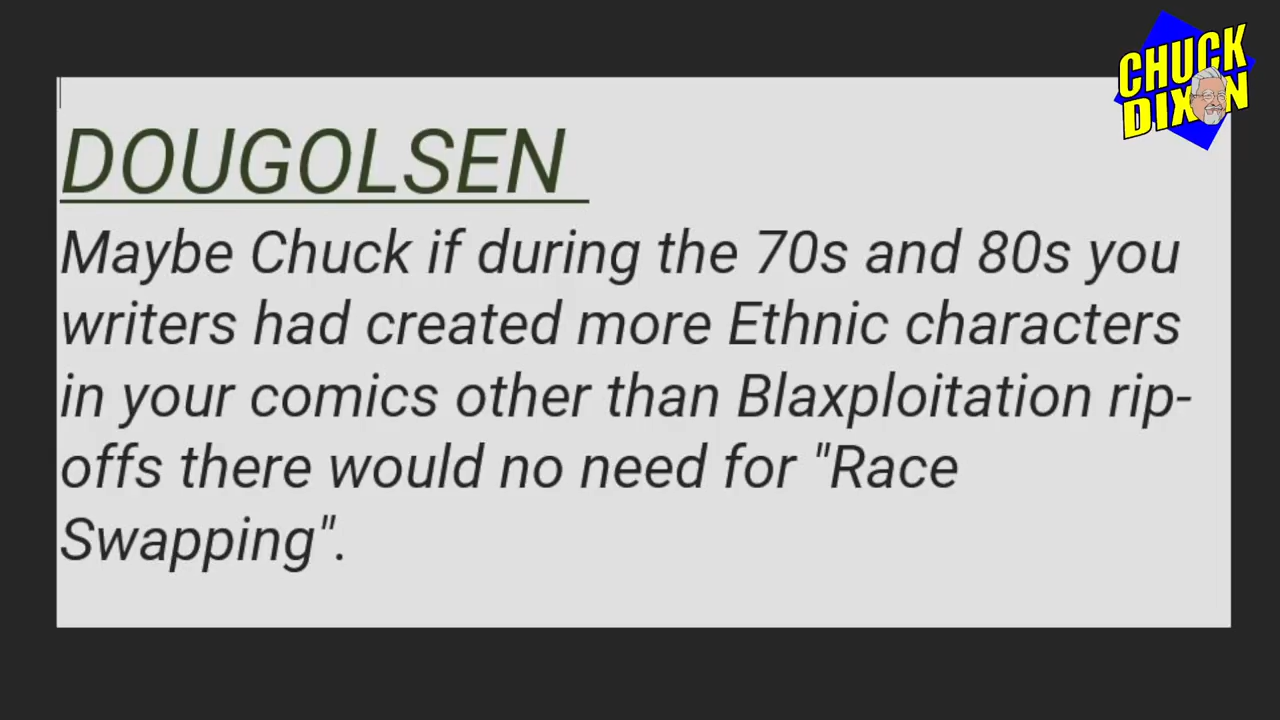 CHUCK
DIXON
DOUGOLSEN
Maybe Chuck if during the 70s and 80s you
writers had created more Ethnic characters
in your comics other than Blaxploitation rip-
offs there would no need for "Race
Swapping".